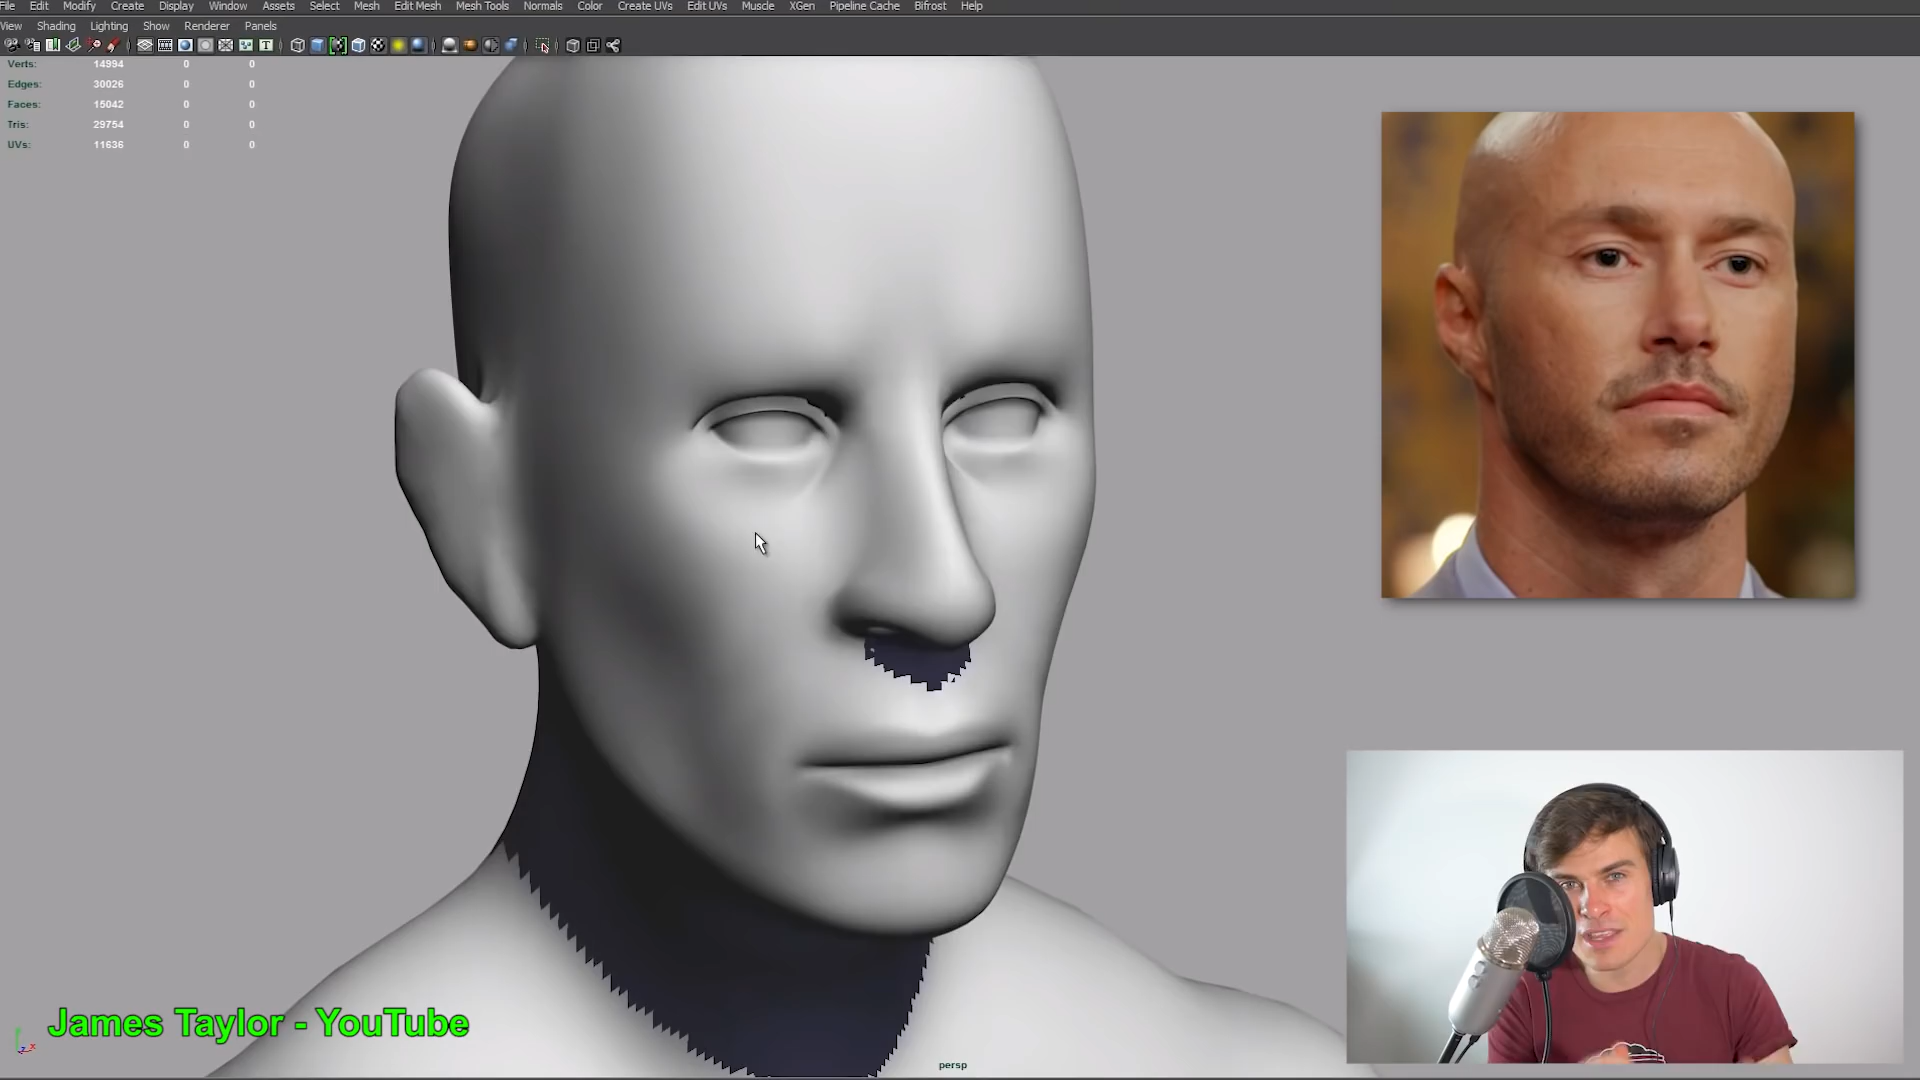 File Edit Modify Create Display Window Assets Select Mesh Edit Mesh Mesh Tools Normals Color Create UVs Edit UVs Muscle XGen Pipeline Cache Bifrost Help
View Shading Lighting Show Renderer Panels
Verts: 14994 0 0
Edges: 30026 0 0
Faces: 15042 0 0
Tris: 29754 0 0
UVs: 11636 0 0
James Taylor - YouTube
persp